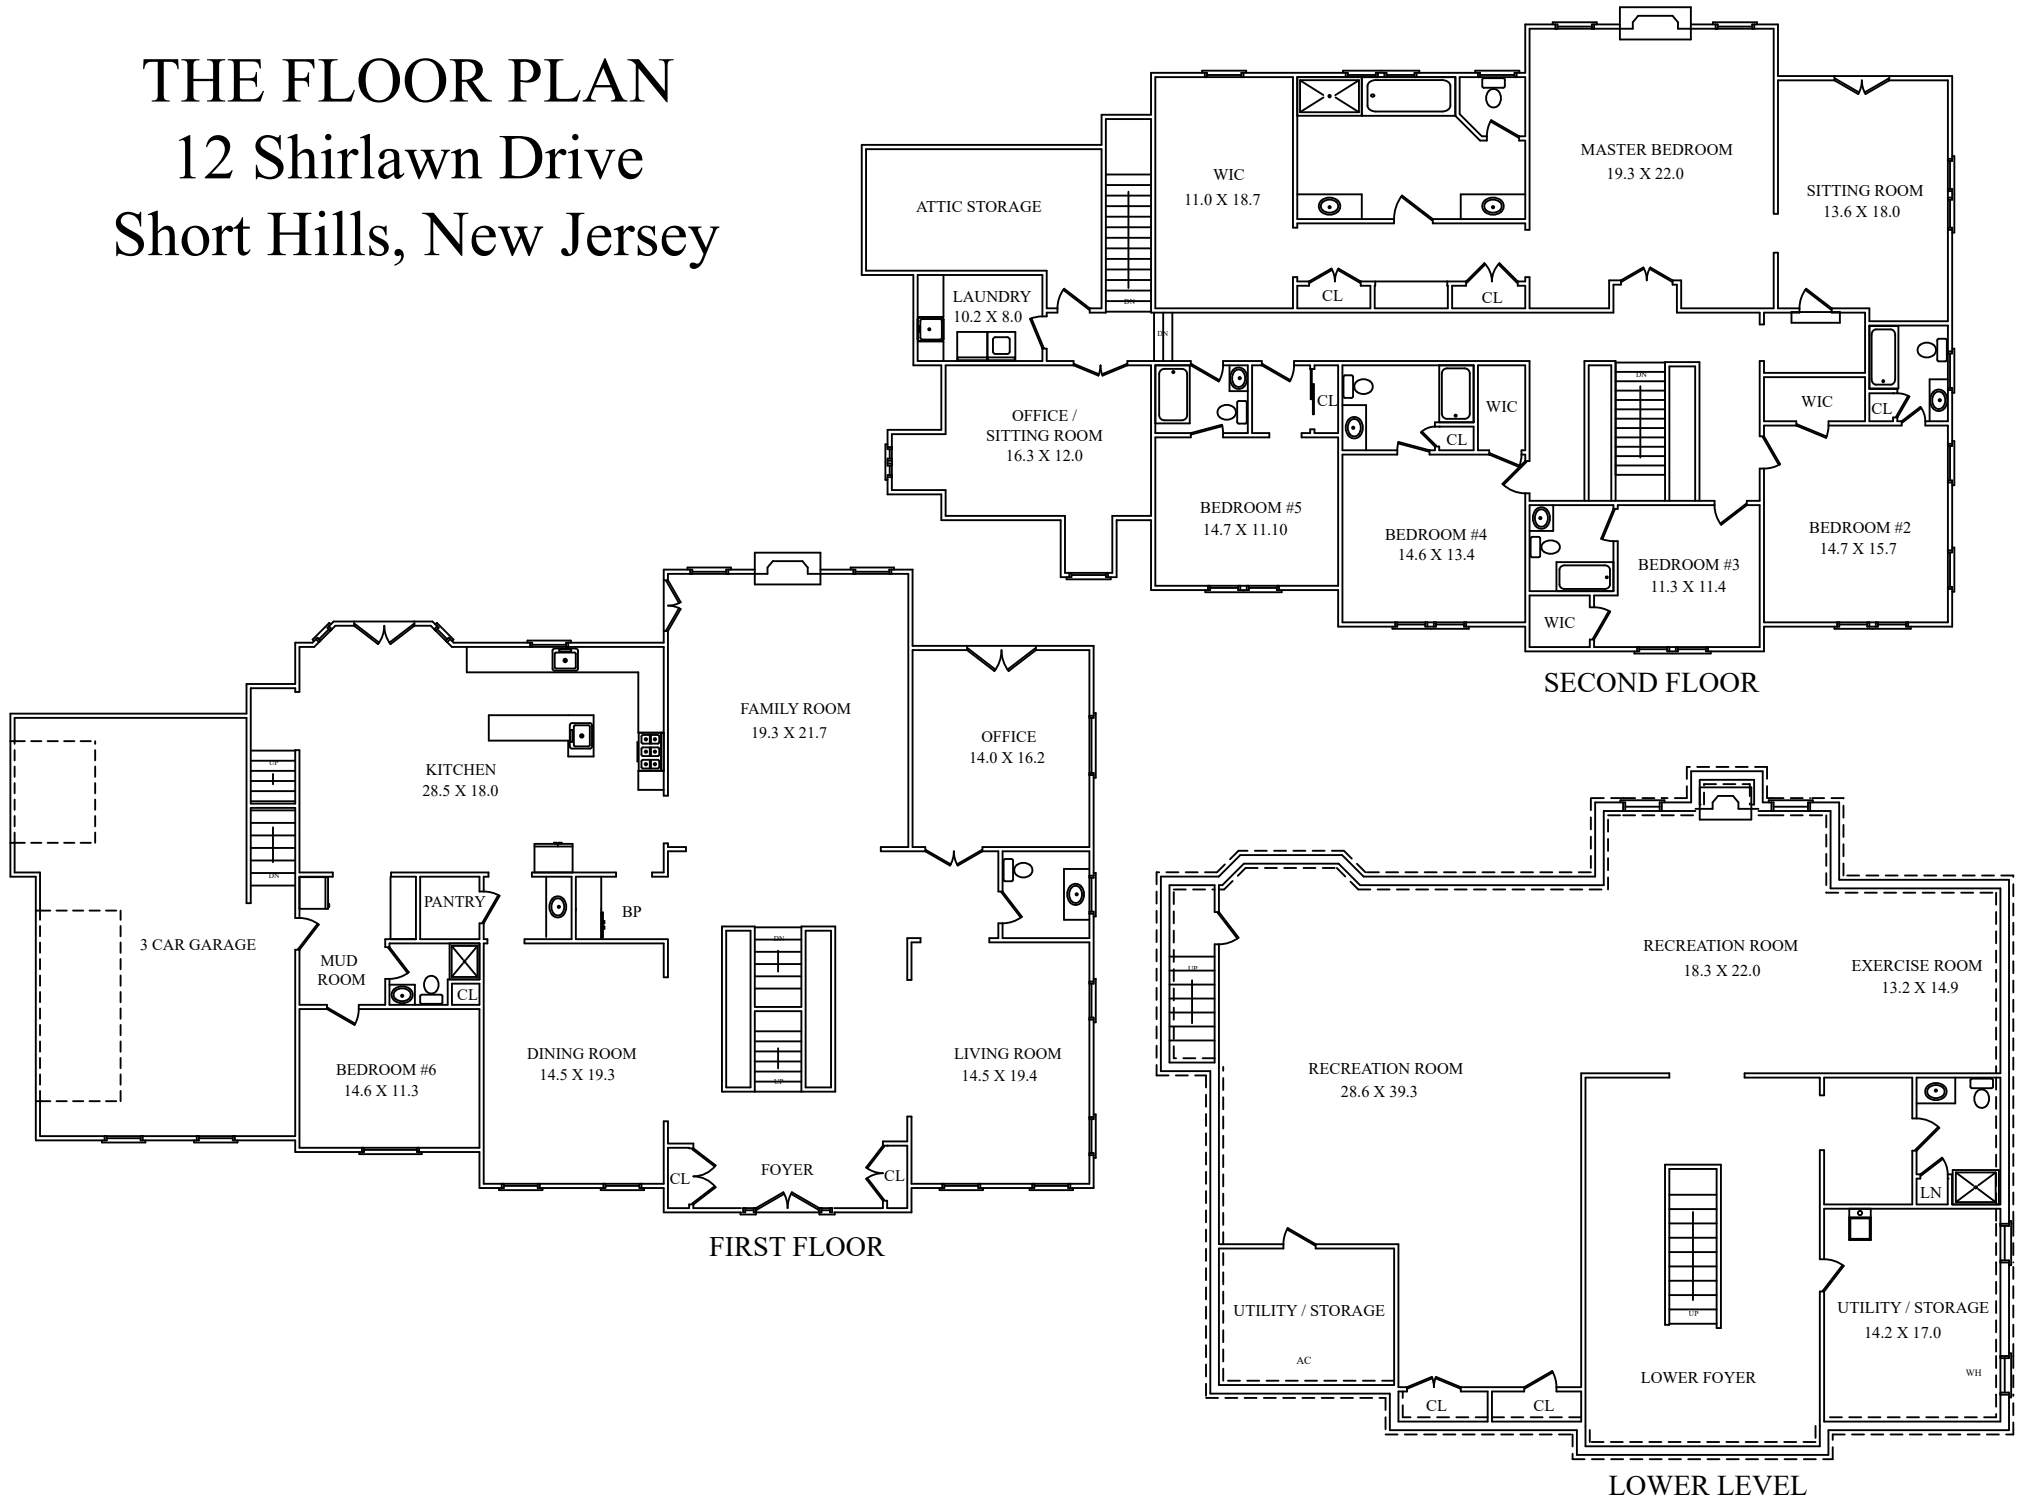 THE FLOOR PLAN
12 Shirlawn Drive
Short Hills, New Jersey
ATTIC STORAGE
WIC
11.0 X 18.7
MASTER BEDROOM
19.3 X 22.0
SITTING ROOM
13.6 X 18.0
LAUNDRY
10.2 X 8.0
DN
CL
CL
DN
OFFICE /
SITTING ROOM
16.3 X 12.0
CL
WIC
CL
DN
WIC
CL
BEDROOM #5
14.7 X 11.10
BEDROOM #4
14.6 X 13.4
BEDROOM #3
11.3 X 11.4
BEDROOM #2
14.7 X 15.7
WIC
SECOND FLOOR
FAMILY ROOM
19.3 X 21.7
OFFICE
14.0 X 16.2
KITCHEN
28.5 X 18.0
UP
DN
PANTRY
BP
3 CAR GARAGE
MUD
ROOM
CL
DN
BEDROOM #6
14.6 X 11.3
DINING ROOM
14.5 X 19.3
UP
LIVING ROOM
14.5 X 19.4
CL
FOYER
CL
FIRST FLOOR
UP
RECREATION ROOM
18.3 X 22.0
EXERCISE ROOM
13.2 X 14.9
RECREATION ROOM
28.6 X 39.3
LN
UTILITY / STORAGE
AC
UP
UTILITY / STORAGE
14.2 X 17.0
WH
LOWER FOYER
CL
CL
LOWER LEVEL